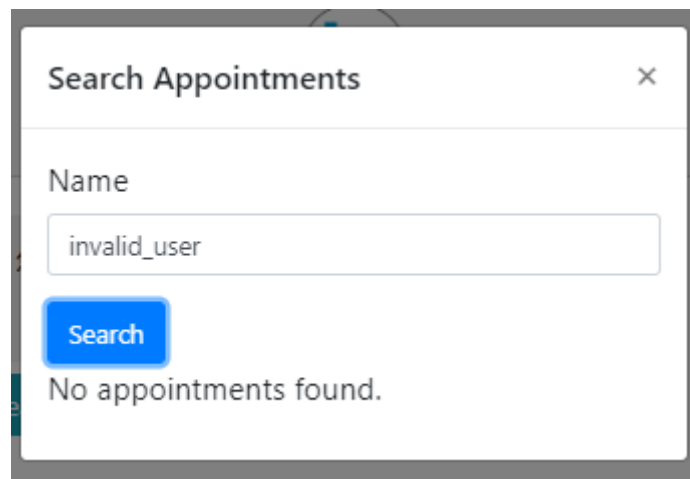 Search Appointments ×
Name
invalid_user
Search
No appointments found.